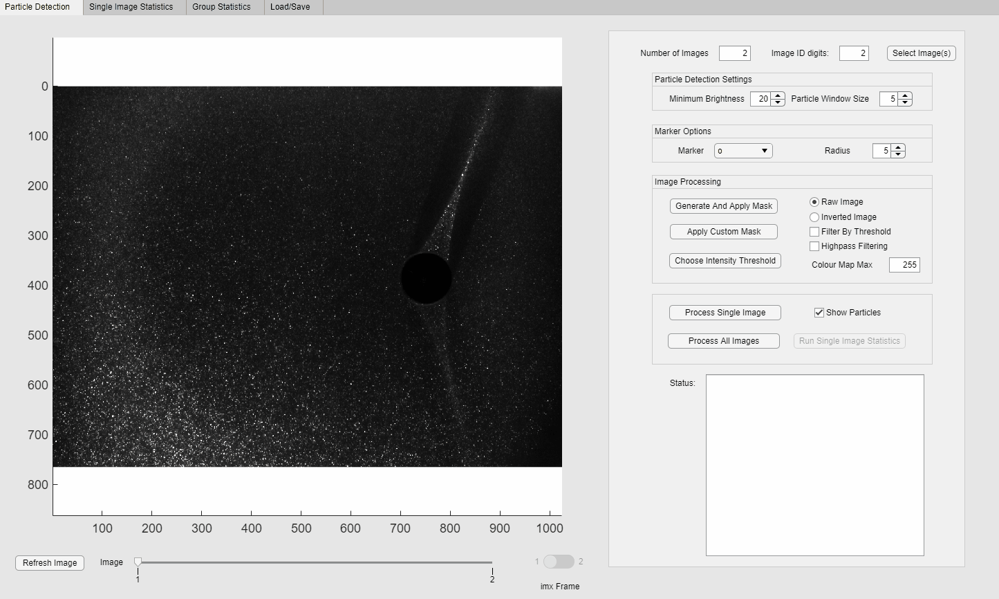 Particle Detection Single Image Statistics Group Statistics Load/Save
Number of Images 2 Image ID digits: 2 Select Image(s)
Particle Detection Settings
Minimum Brightness 20 Particle Window Size 5
Marker Options
Marker o Radius 5
Image Processing
Generate And Apply Mask
Raw Image
Inverted Image
Apply Custom Mask
Filter By Threshold
Highpass Filtering
Choose Intensity Threshold
Colour Map Max 255
Process Single Image Show Particles
Process All Images Run Single Image Statistics
Status:
0
100
200
300
400
500
600
700
800
100 200 300 400 500 600 700 800 900 1000
Refresh Image Image 1 2
1 2
imx Frame